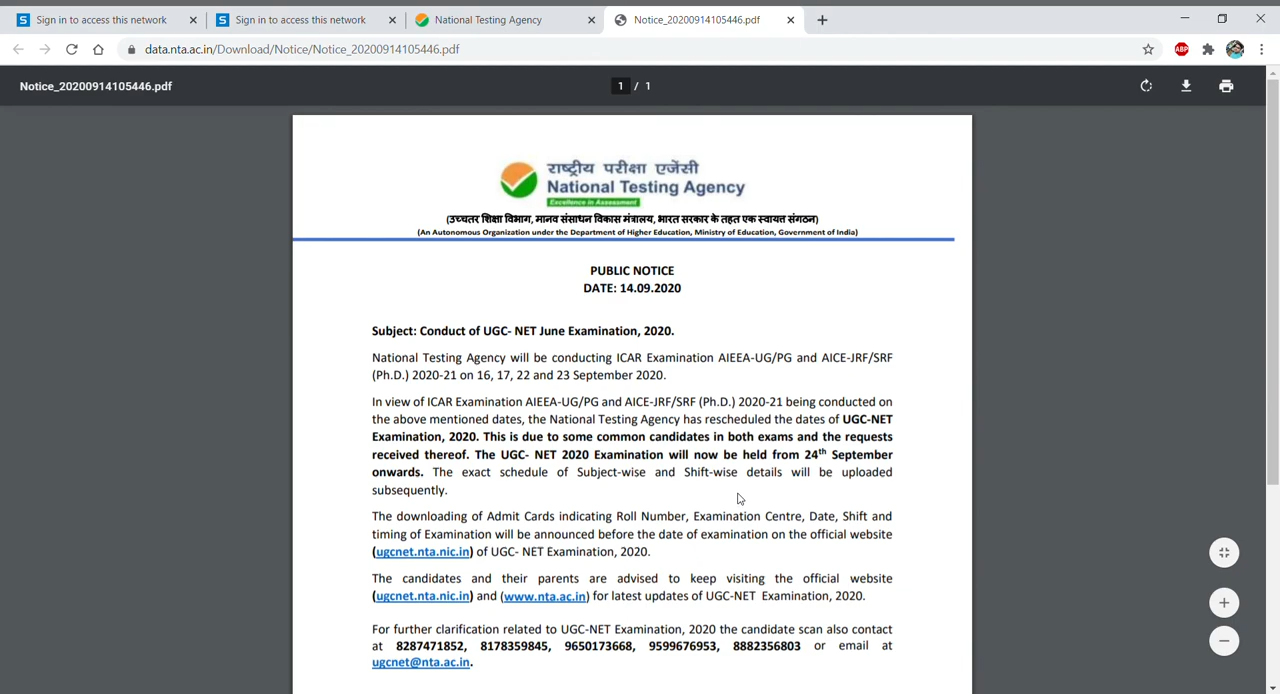 Sign in to access this network
Sign in to access this network
National Testing Agency
Notice_20200914105446.pdf
data.nta.ac.in/Download/Notice/Notice_20200914105446.pdf
ABP
Notice_20200914105446.pdf
1 / 1
राष्ट्रीय परीक्षा एजेंसी
National Testing Agency
Excellence in Assessment
(उच्चतर शिक्षा विभाग, मानव संसाधन विकास मंत्रालय, भारत सरकार के तहत एक स्वायत्त संगठन)
(An Autonomous Organization under the Department of Higher Education, Ministry of Education, Government of India)
PUBLIC NOTICE
DATE: 14.09.2020
Subject: Conduct of UGC- NET June Examination, 2020.
National Testing Agency will be conducting ICAR Examination AIEEA-UG/PG and AICE-JRF/SRF
(Ph.D.) 2020-21 on 16, 17, 22 and 23 September 2020.
In view of ICAR Examination AIEEA-UG/PG and AICE-JRF/SRF (Ph.D.) 2020-21 being conducted on
the above mentioned dates, the National Testing Agency has rescheduled the dates of UGC-NET
Examination, 2020. This is due to some common candidates in both exams and the requests
received thereof. The UGC- NET 2020 Examination will now be held from 24th September
onwards. The exact schedule of Subject-wise and Shift-wise details will be uploaded
subsequently.
The downloading of Admit Cards indicating Roll Number, Examination Centre, Date, Shift and
timing of Examination will be announced before the date of examination on the official website
(ugcnet.nta.nic.in) of UGC- NET Examination, 2020.
The candidates and their parents are advised to keep visiting the official website
(ugcnet.nta.nic.in) and (www.nta.ac.in) for latest updates of UGC-NET Examination, 2020.
For further clarification related to UGC-NET Examination, 2020 the candidate scan also contact
at 8287471852, 8178359845, 9650173668, 9599676953, 8882356803 or email at
ugcnet@nta.ac.in.